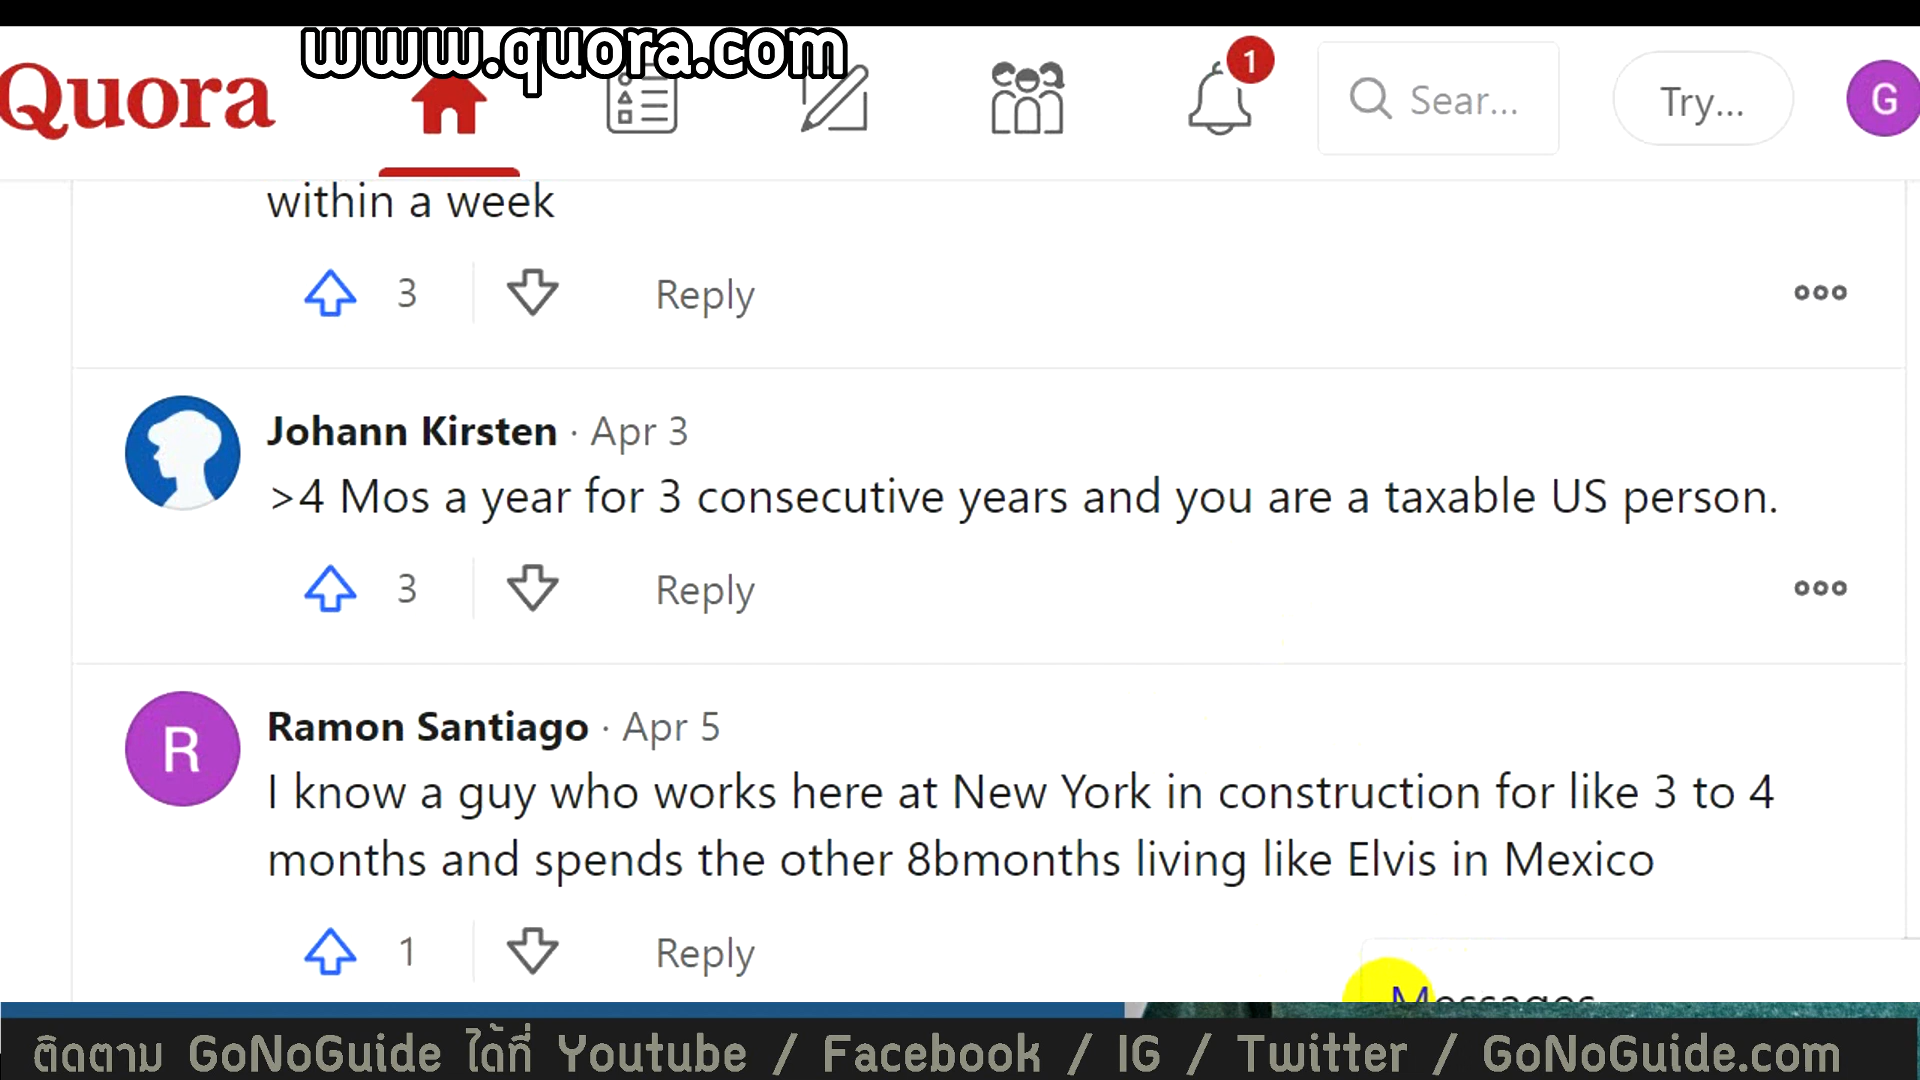 www.quora.com
Quora
1
Sear...
Try...
G
within a week
3
Reply
Johann Kirsten · Apr 3
>4 Mos a year for 3 consecutive years and you are a taxable US person.
3
Reply
R
Ramon Santiago · Apr 5
I know a guy who works here at New York in construction for like 3 to 4
months and spends the other 8bmonths living like Elvis in Mexico
1
Reply
Messages
ติดตาม GoNoGuide ได้ที่ Youtube / Facebook / IG / Twitter / GoNoGuide.com